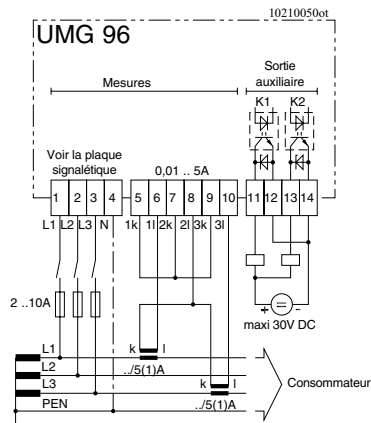 10210050ot
UMG 96
Sortie
auxiliaire
Mesures
K1 K2
Voir la plaque
signalétique
0,01 .. 5A
1 2 3 4 5 6 7 8 9 10 11 12 13 14
L1 L2 L3 N 1k 1l 2k 2l 3k 3l
2 ..10A
+ = -
maxi 30V DC
L1 k l
L2 ../5(1)A
L3 k l
PEN ../5(1)A
Consommateur